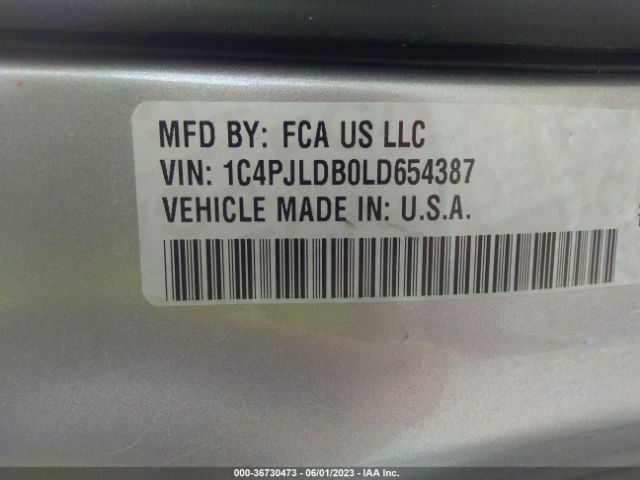 MFD BY: FCA US LLC
VIN: 1C4PJLDB0LD654387
VEHICLE MADE IN: U.S.A.
000-36730473 - 06/01/2023 - IAA Inc.